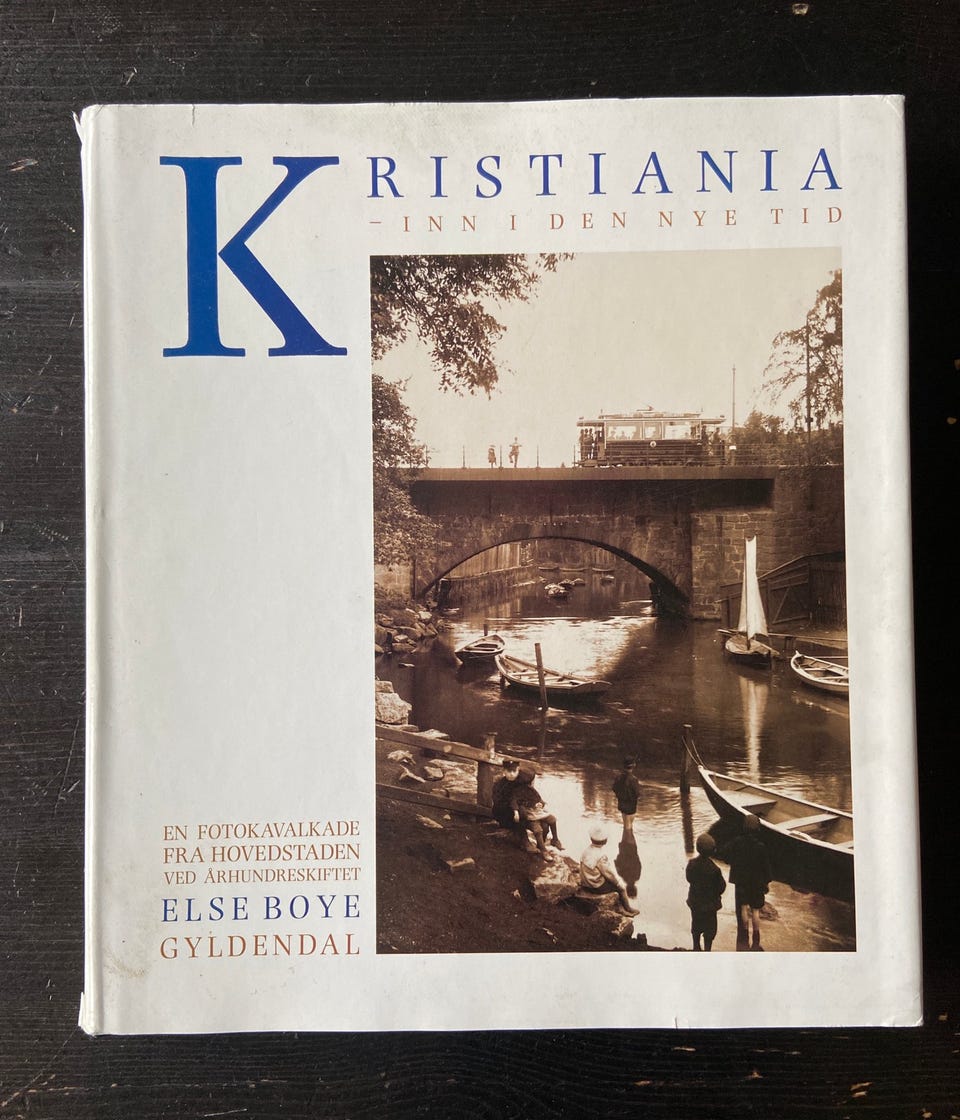 KRISTIANIA
– INN I DEN NYE TID
EN FOTOKAVALKADE
FRA HOVEDSTADEN
VED ÅRHUNDRESKIFTET
ELSE BOYE
GYLDENDAL